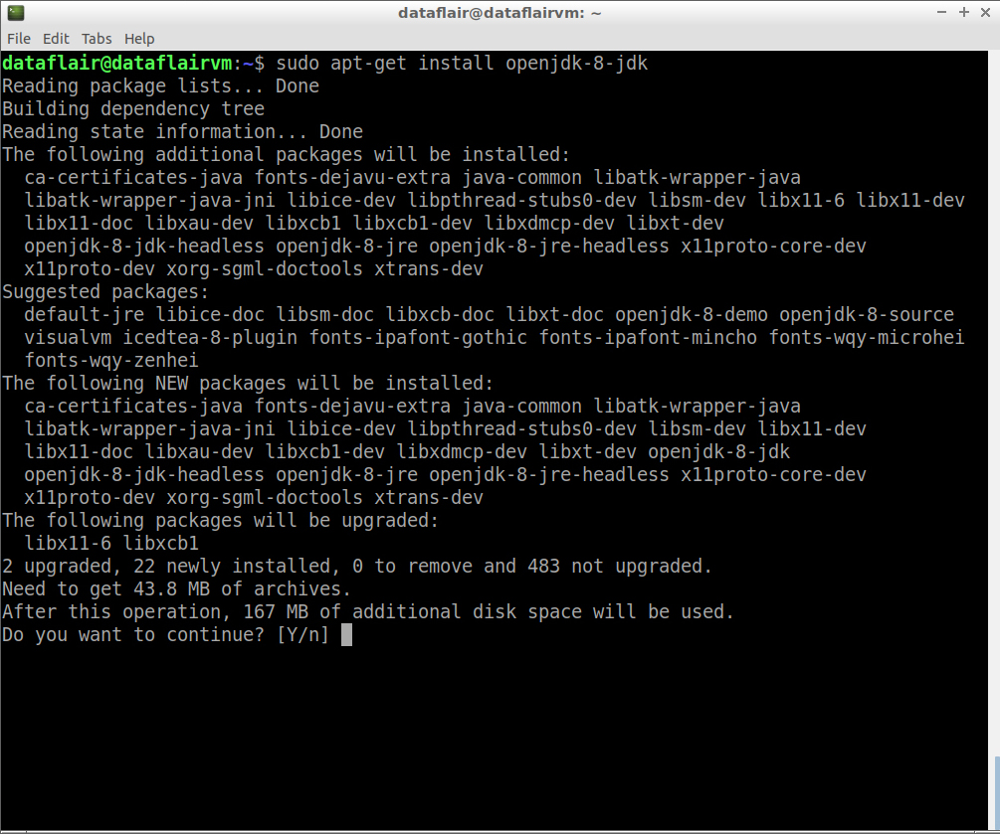 dataflair@dataflairvm: ~
File Edit Tabs Help
dataflair@dataflairvm:~$ sudo apt-get install openjdk-8-jdk
Reading package lists... Done
Building dependency tree
Reading state information... Done
The following additional packages will be installed:
  ca-certificates-java fonts-dejavu-extra java-common libatk-wrapper-java
  libatk-wrapper-java-jni libice-dev libpthread-stubs0-dev libsm-dev libx11-6 libx11-dev
  libx11-doc libxau-dev libxcb1 libxcb1-dev libxdmcp-dev libxt-dev
  openjdk-8-jdk-headless openjdk-8-jre openjdk-8-jre-headless x11proto-core-dev
  x11proto-dev xorg-sgml-doctools xtrans-dev
Suggested packages:
  default-jre libice-doc libsm-doc libxcb-doc libxt-doc openjdk-8-demo openjdk-8-source
  visualvm icedtea-8-plugin fonts-ipafont-gothic fonts-ipafont-mincho fonts-wqy-microhei
  fonts-wqy-zenhei
The following NEW packages will be installed:
  ca-certificates-java fonts-dejavu-extra java-common libatk-wrapper-java
  libatk-wrapper-java-jni libice-dev libpthread-stubs0-dev libsm-dev libx11-dev
  libx11-doc libxau-dev libxcb1-dev libxdmcp-dev libxt-dev openjdk-8-jdk
  openjdk-8-jdk-headless openjdk-8-jre openjdk-8-jre-headless x11proto-core-dev
  x11proto-dev xorg-sgml-doctools xtrans-dev
The following packages will be upgraded:
  libx11-6 libxcb1
2 upgraded, 22 newly installed, 0 to remove and 483 not upgraded.
Need to get 43.8 MB of archives.
After this operation, 167 MB of additional disk space will be used.
Do you want to continue? [Y/n]